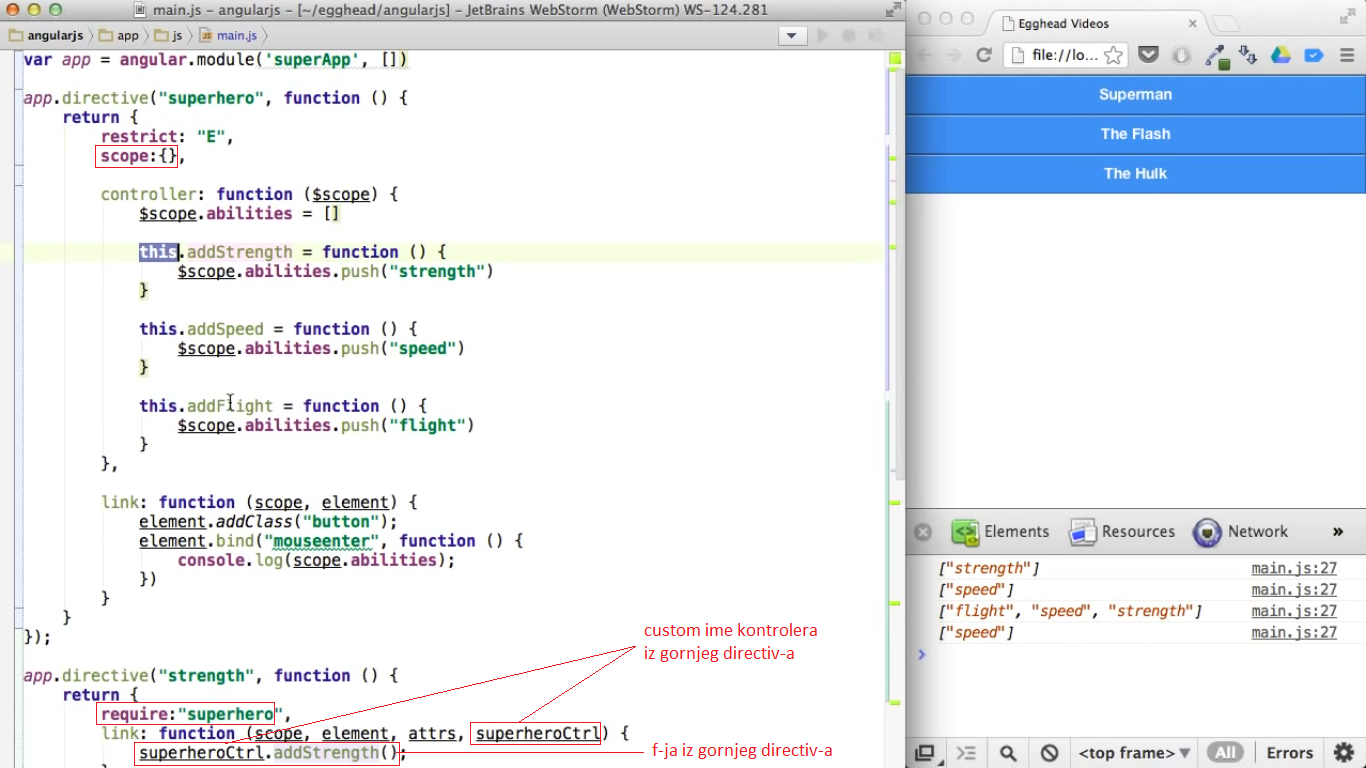 main.js - angularjs - [~/egghead/angularjs] - JetBrains WebStorm (WebStorm) WS-124.281
angularjs
app
js
main.js
var app = angular.module('superApp', [])
app.directive("superhero", function () {
return {
restrict: "E",
scope:{},
controller: function ($scope) {
$scope.abilities = []
this.addStrength = function () {
$scope.abilities.push("strength")
}
this.addSpeed = function () {
$scope.abilities.push("speed")
}
this.addFlight = function () {
$scope.abilities.push("flight")
}
},
link: function (scope, element) {
element.addClass("button");
element.bind("mouseenter", function () {
console.log(scope.abilities);
})
}
}
});
app.directive("strength", function () {
return {
require:"superhero",
link: function (scope, element, attrs, superheroCtrl) {
superheroCtrl.addStrength();
custom ime kontrolera
iz gornjeg directiv-a
f-ja iz gornjeg directiv-a
Egghead Videos
file://lo...
Superman
The Flash
The Hulk
Elements
Resources
Network
»
["strength"] main.js:27
["speed"] main.js:27
["flight", "speed", "strength"] main.js:27
["speed"] main.js:27
<top frame>
All
Errors